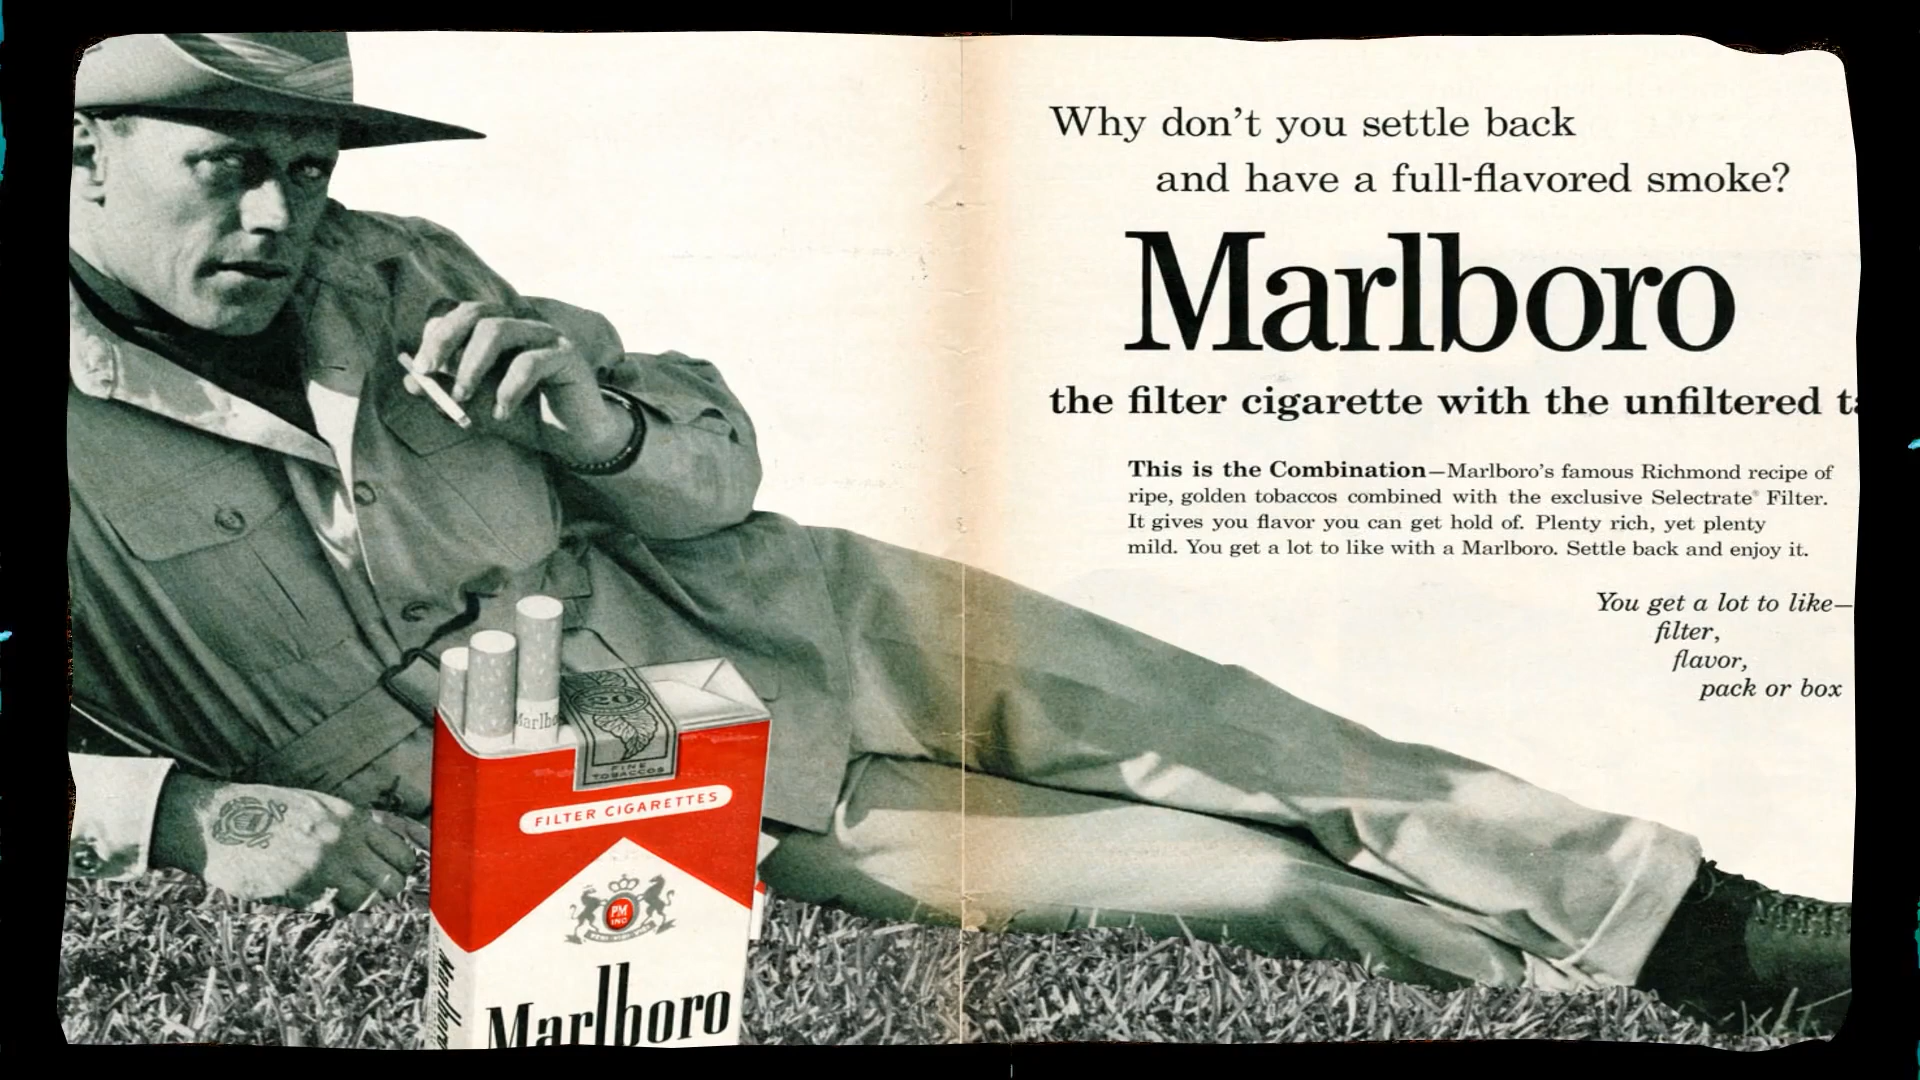 Why don't you settle back
and have a full-flavored smoke?
Marlboro
the filter cigarette with the unfiltered
This is the Combination—Marlboro's famous Richmond recipe of
ripe, golden tobaccos combined with the exclusive Selectrate® Filter.
It gives you flavor you can get hold of. Plenty rich, yet plenty
mild. You get a lot to like with a Marlboro. Settle back and enjoy it.
You get a lot to like—
filter,
flavor,
pack or box
Marlbo
20
FINE
TOBACCOS
FILTER CIGARETTES
PM
INC
Marlboro
Marlboro